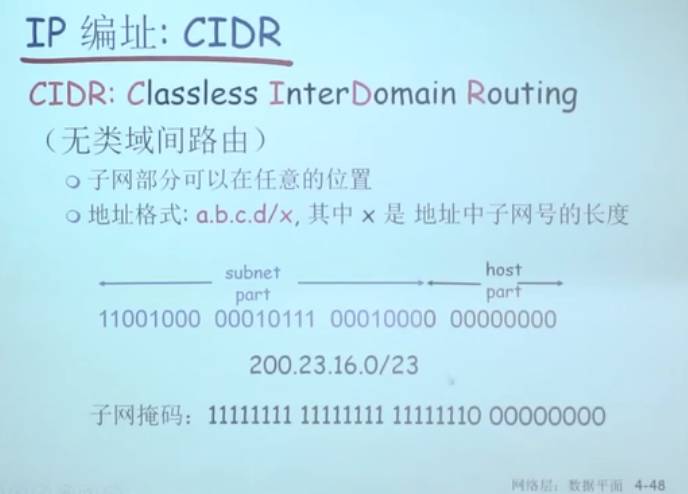 IP 编址: CIDR
CIDR: Classless InterDomain Routing
（无类域间路由）
子网部分可以在任意的位置
地址格式: a.b.c.d/x, 其中 x 是 地址中子网号的长度
subnet part
host part
11001000 00010111 00010000 00000000
200.23.16.0/23
子网掩码: 11111111 11111111 11111110 00000000
网络层: 数据平面 4-48